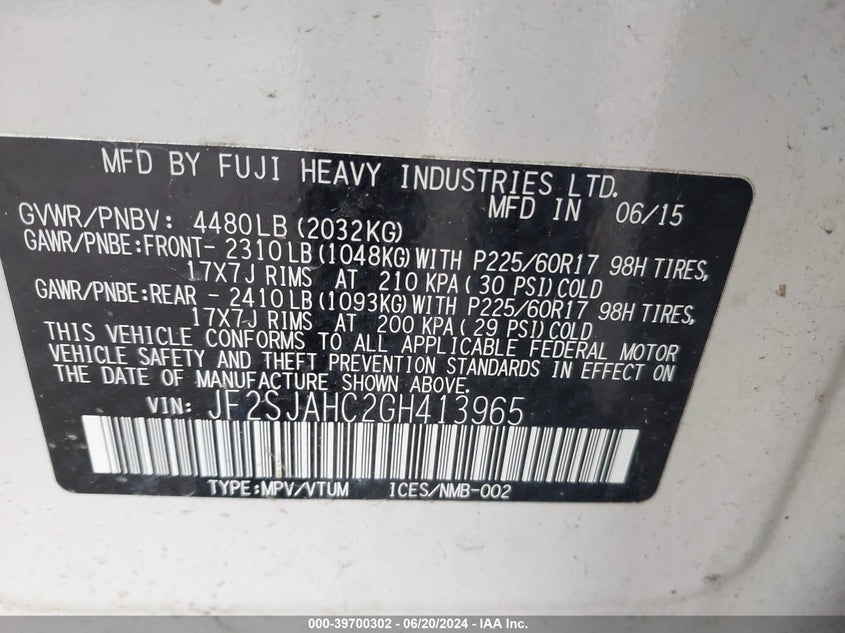 MFD BY FUJI HEAVY INDUSTRIES LTD.
MFD IN 06/15
GVWR/PNBV: 4480LB(2032KG)
GAWR/PNBE:FRONT- 2310LB(1048KG)WITH P225/60R17 98H TIRES,
17X7J RIMS AT 210 KPA( 30 PSI)COLD
GAWR/PNBE:REAR - 2410LB(1093KG)WITH P225/60R17 98H TIRES,
17X7J RIMS AT 200 KPA( 29 PSI)COLD.
THIS VEHICLE CONFORMS TO ALL APPLICABLE FEDERAL MOTOR
VEHICLE SAFETY AND THEFT PREVENTION STANDARDS IN EFFECT ON
THE DATE OF MANUFACTURE SHOWN ABOVE.
VIN: JF2SJAHC2GH413965
TYPE:MPV/VTUM ICES/NMB-002
000-39700302 - 06/20/2024 - IAA Inc.